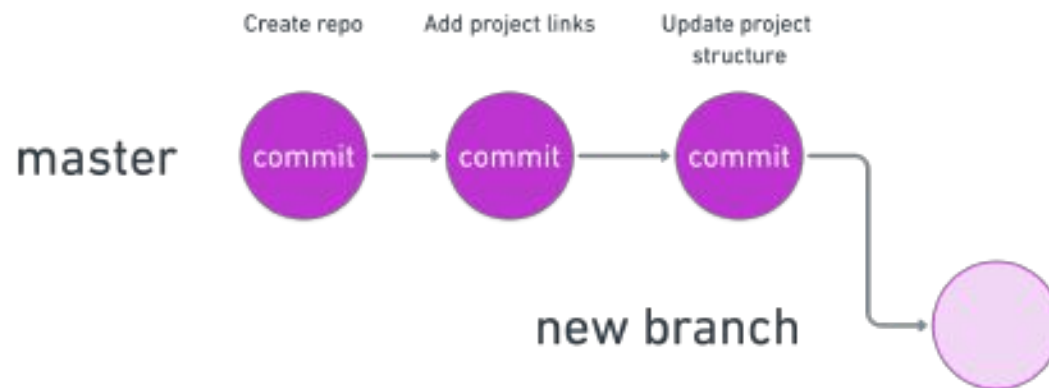 Create repo
Add project links
Update project
structure
master
commit
commit
commit
new branch